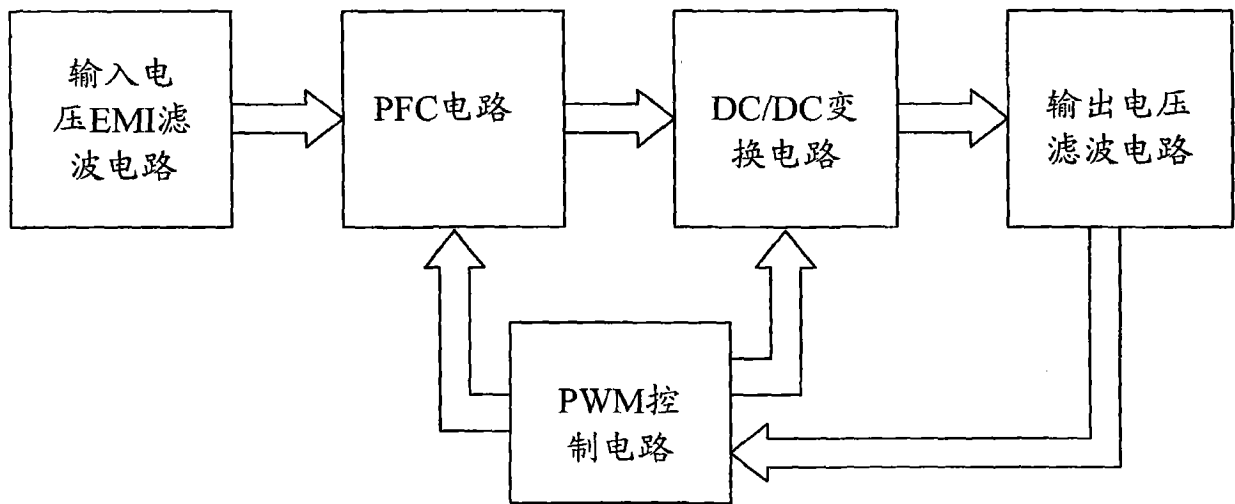 输入电
压EMI滤
波电路
PFC电路
DC/DC变
换电路
输出电压
滤波电路
PWM控
制电路